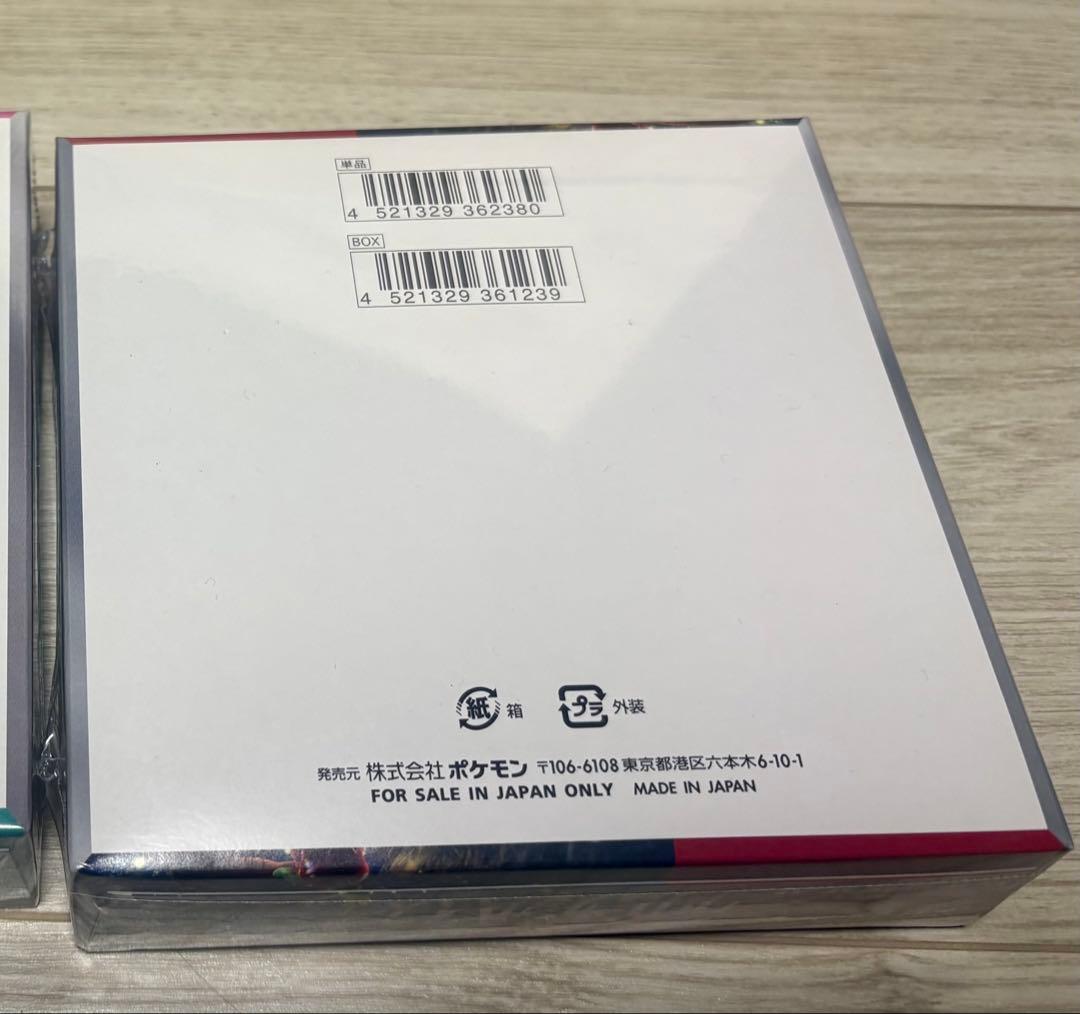 単品
4 521329 362380
BOX
4 521329 361239
紙 箱 プラ 外装
発売元 株式会社ポケモン 〒106-6108 東京都港区六本木6-10-1
FOR SALE IN JAPAN ONLY MADE IN JAPAN